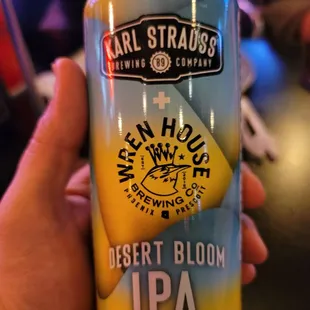 KARL STRAUSS
BREWING 89 COMPANY
+
WREN HOUSE
BREWING CO
PHOENIX PRESCOTT
DESERT BLOOM
IPA